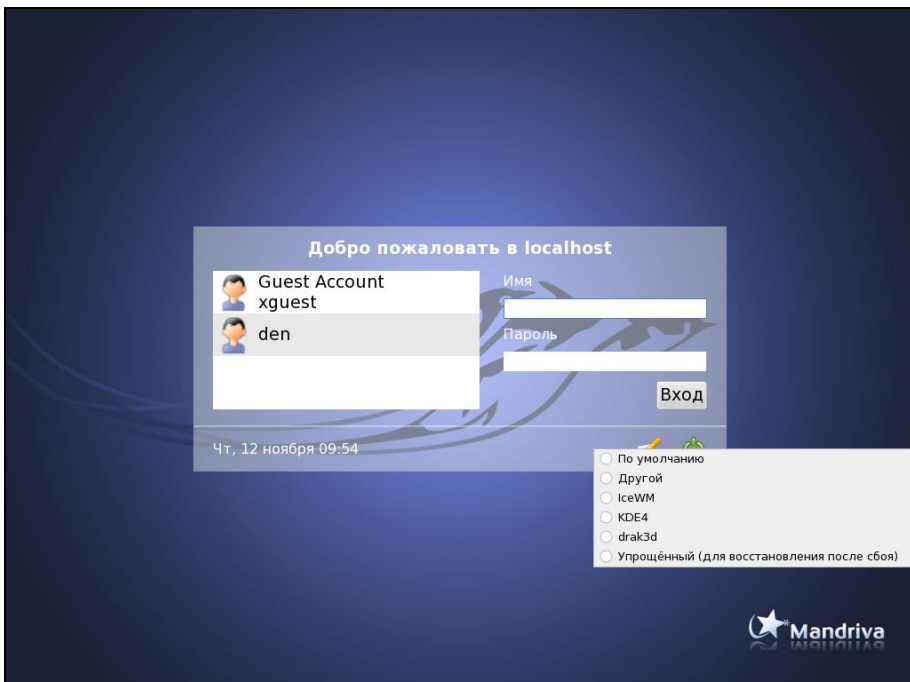 Добро пожаловать в localhost
Guest Account
xguest
den
Имя
Пароль
Вход
Чт, 12 ноября 09:54
По умолчанию
Другой
IceWM
KDE4
drak3d
Упрощённый (для восстановления после сбоя)
Mandriva